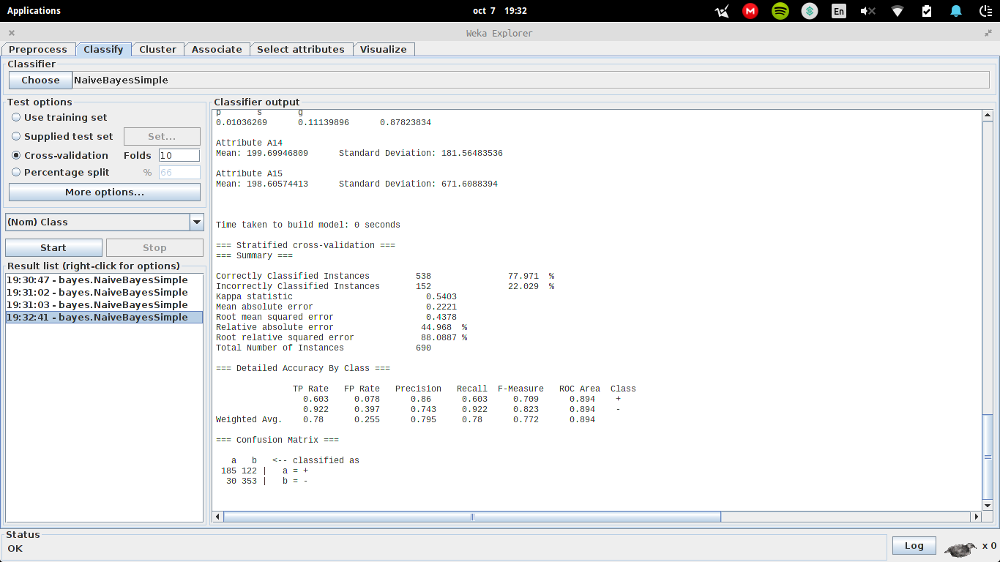 Applications
oct 7 19:32
En
Weka Explorer
Preprocess Classify Cluster Associate Select attributes Visualize
Classifier
Choose NaiveBayesSimple
Test options
Use training set
Supplied test set Set...
Cross-validation Folds 10
Percentage split % 66
More options...
(Nom) Class
Start Stop
Result list (right-click for options)
19:30:47 - bayes.NaiveBayesSimple
19:31:02 - bayes.NaiveBayesSimple
19:31:03 - bayes.NaiveBayesSimple
19:32:41 - bayes.NaiveBayesSimple
Classifier output
p s g
0.01036269 0.11139896 0.87823834
Attribute A14
Mean: 199.69946809 Standard Deviation: 181.56483536
Attribute A15
Mean: 198.60574413 Standard Deviation: 671.6088394
Time taken to build model: 0 seconds
=== Stratified cross-validation ===
=== Summary ===
Correctly Classified Instances 538 77.971 %
Incorrectly Classified Instances 152 22.029 %
Kappa statistic 0.5403
Mean absolute error 0.2221
Root mean squared error 0.4378
Relative absolute error 44.968 %
Root relative squared error 88.0887 %
Total Number of Instances 690
=== Detailed Accuracy By Class ===
TP Rate FP Rate Precision Recall F-Measure ROC Area Class
0.603 0.078 0.86 0.603 0.709 0.894 +
0.922 0.397 0.743 0.922 0.823 0.894 -
Weighted Avg. 0.78 0.255 0.795 0.78 0.772 0.894
=== Confusion Matrix ===
a b <-- classified as
185 122 | a = +
30 353 | b = -
Status
OK
Log
x 0